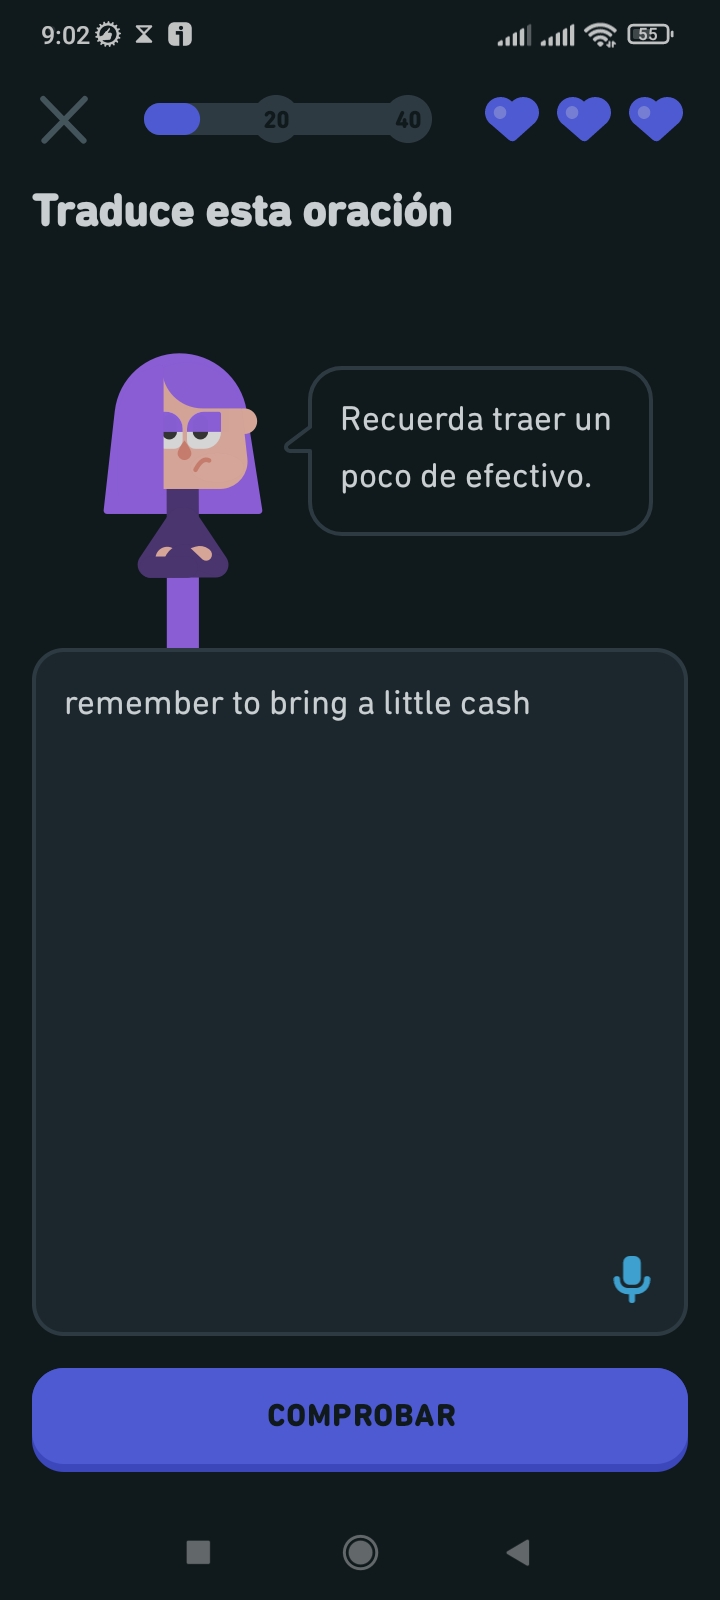 9:02
55
20 40
Traduce esta oración
Recuerda traer un
poco de efectivo.
remember to bring a little cash
COMPROBAR